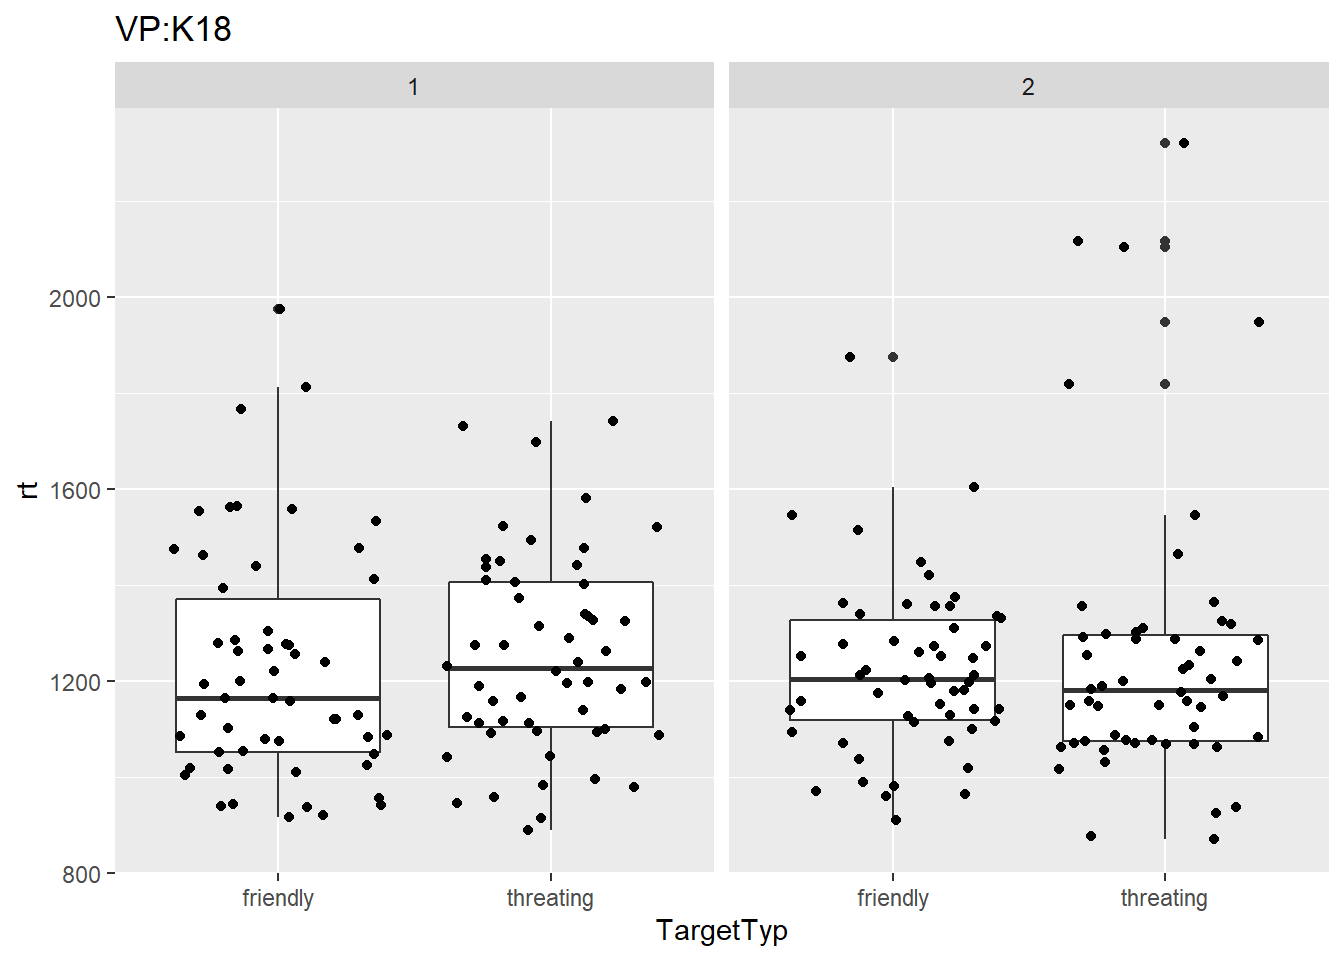 VP:K18
1
2
rt
2000
1600
1200
800
friendly
threating
friendly
threating
TargetTyp